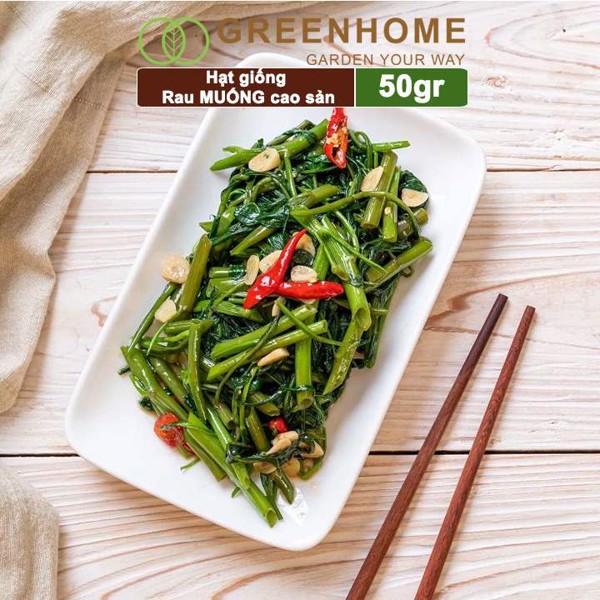 GREENHOME
GARDEN YOUR WAY
Hạt giống
Rau MUỐNG cao sản
50gr